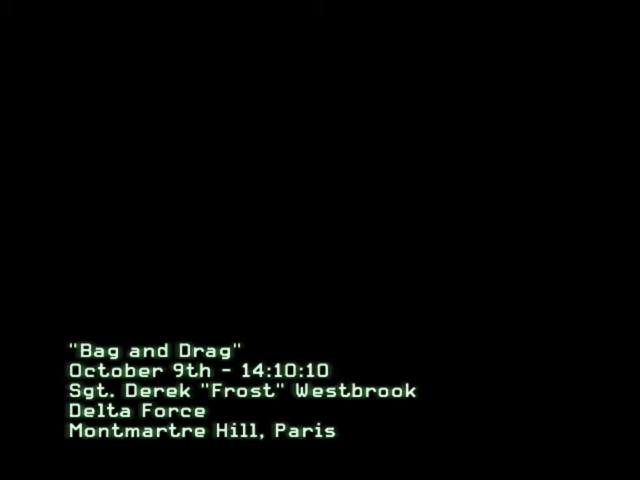 "Bag and Drag"
October 9th - 14:10:10
Sgt. Derek "Frost" Westbrook
Delta Force
Montmartre Hill, Paris